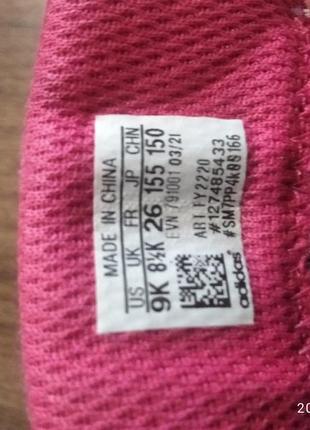 MADE IN CHINA
US UK FR JP CHN
9K 8½K 26 155 150
EVN 791001 03/21
ART FY2220
#127485433
adidas
20